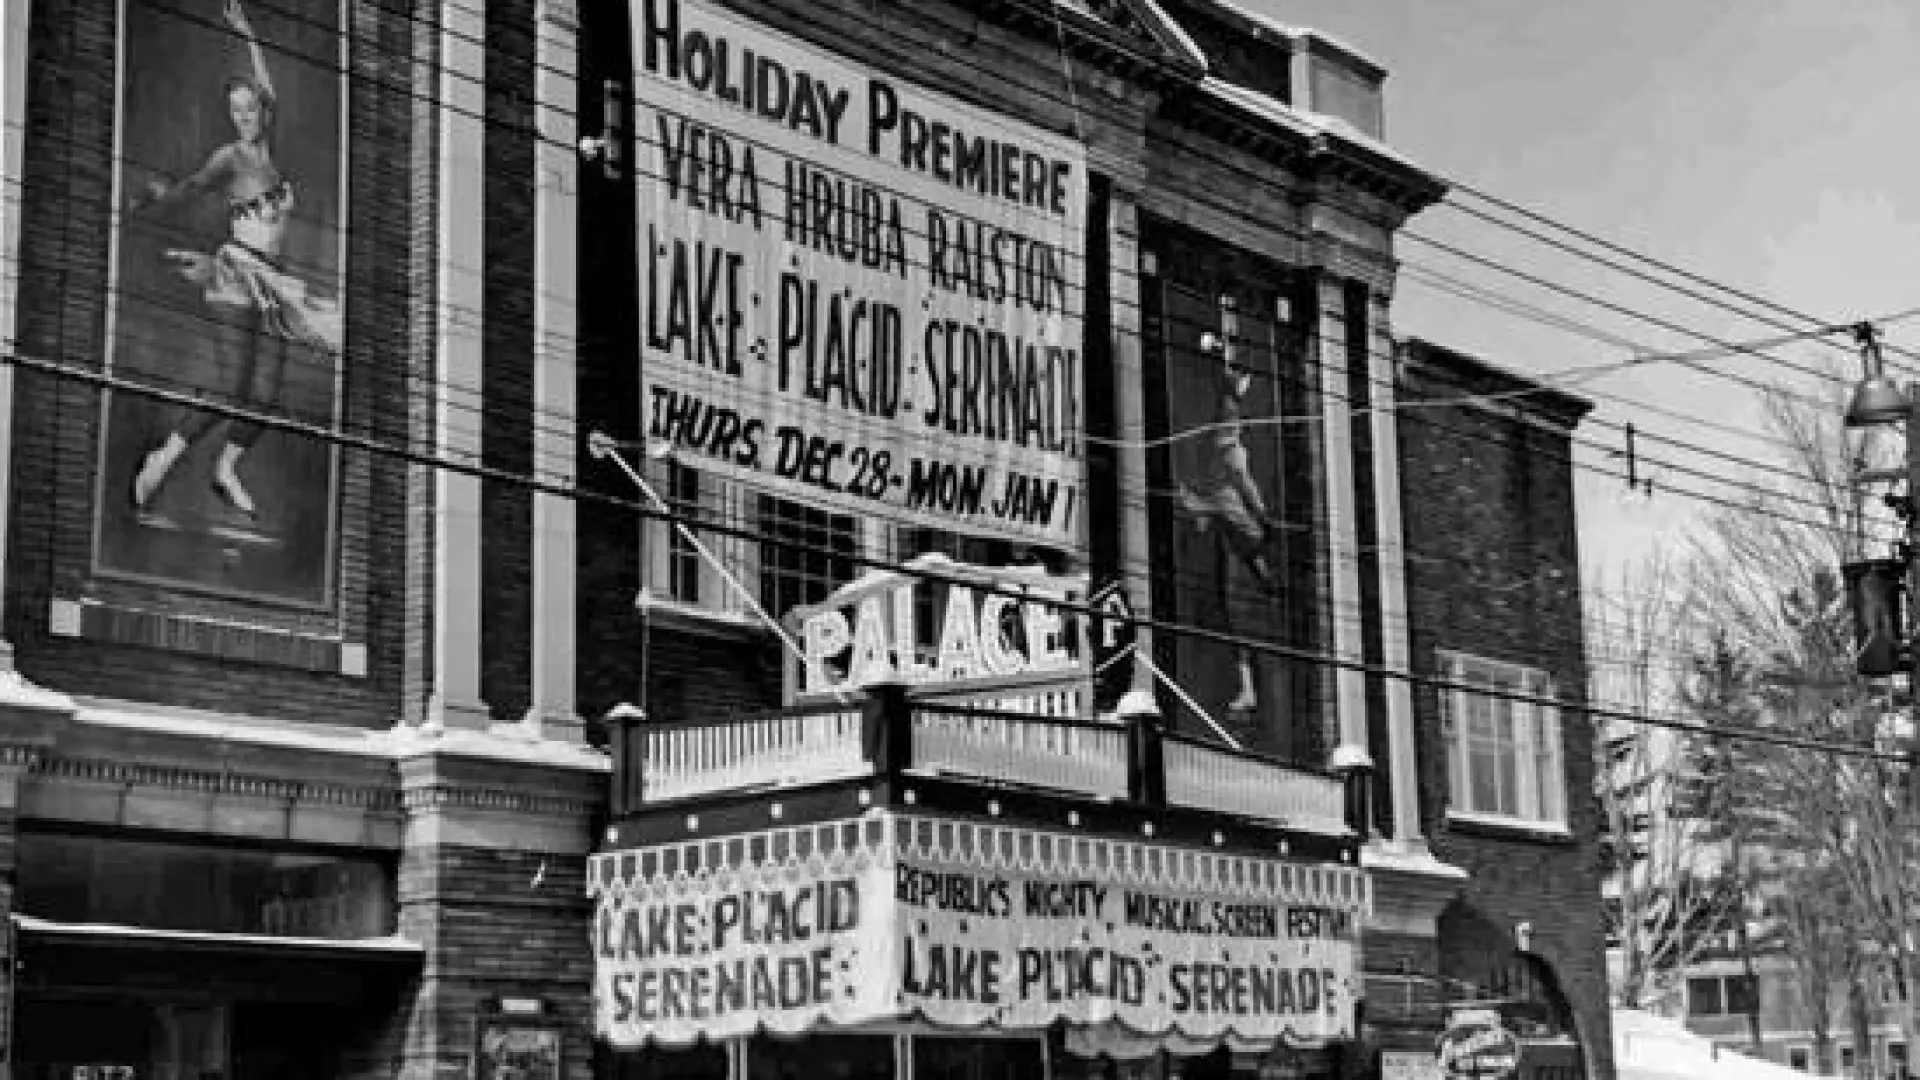 HOLIDAY PREMIERE
VERA HRUBA RALSTON
LAKE PLACID SERENADE
THURS. DEC 28 - MON. JAN 1
PALACE
LAKE PLACID
SERENADE
REPUBLIC'S MIGHTY MUSICAL SCREEN FESTIVAL
LAKE PLACID SERENADE